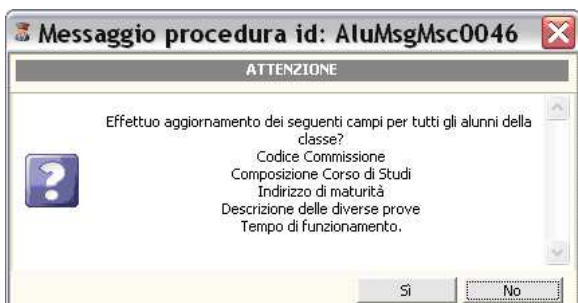 Messaggio procedura id: AluMsgMsc0046
ATTENZIONE
Effettuo aggiornamento dei seguenti campi per tutti gli alunni della
classe?
Codice Commissione
Composizione Corso di Studi
Indirizzo di maturità
Descrizione delle diverse prove
Tempo di funzionamento.
Sì
No